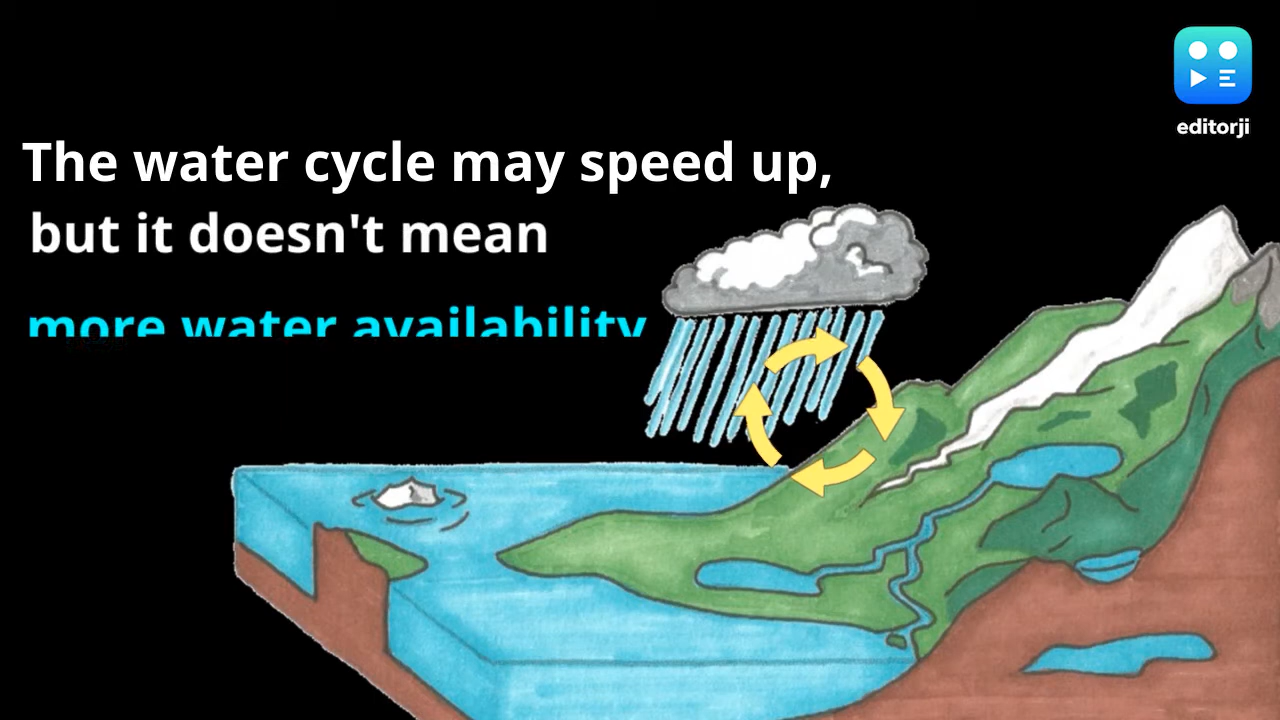 editorji
The water cycle may speed up,
but it doesn't mean
more water availability